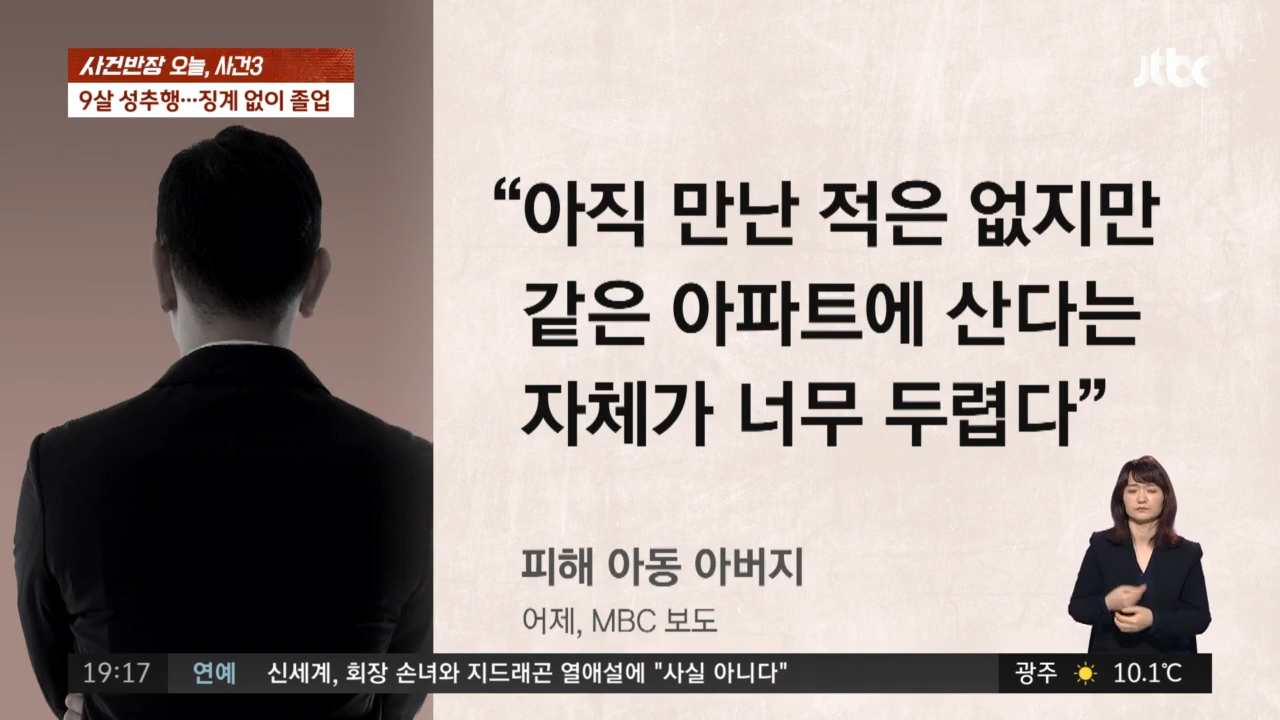 사건반장 오늘, 사건3
9살 성추행…징계 없이 졸업
jtbc
“아직 만난 적은 없지만
같은 아파트에 산다는
자체가 너무 두렵다”
피해 아동 아버지
어제, MBC 보도
19:17 연예 신세계, 회장 손녀와 지드래곤 열애설에 "사실 아니다" 광주 10.1℃